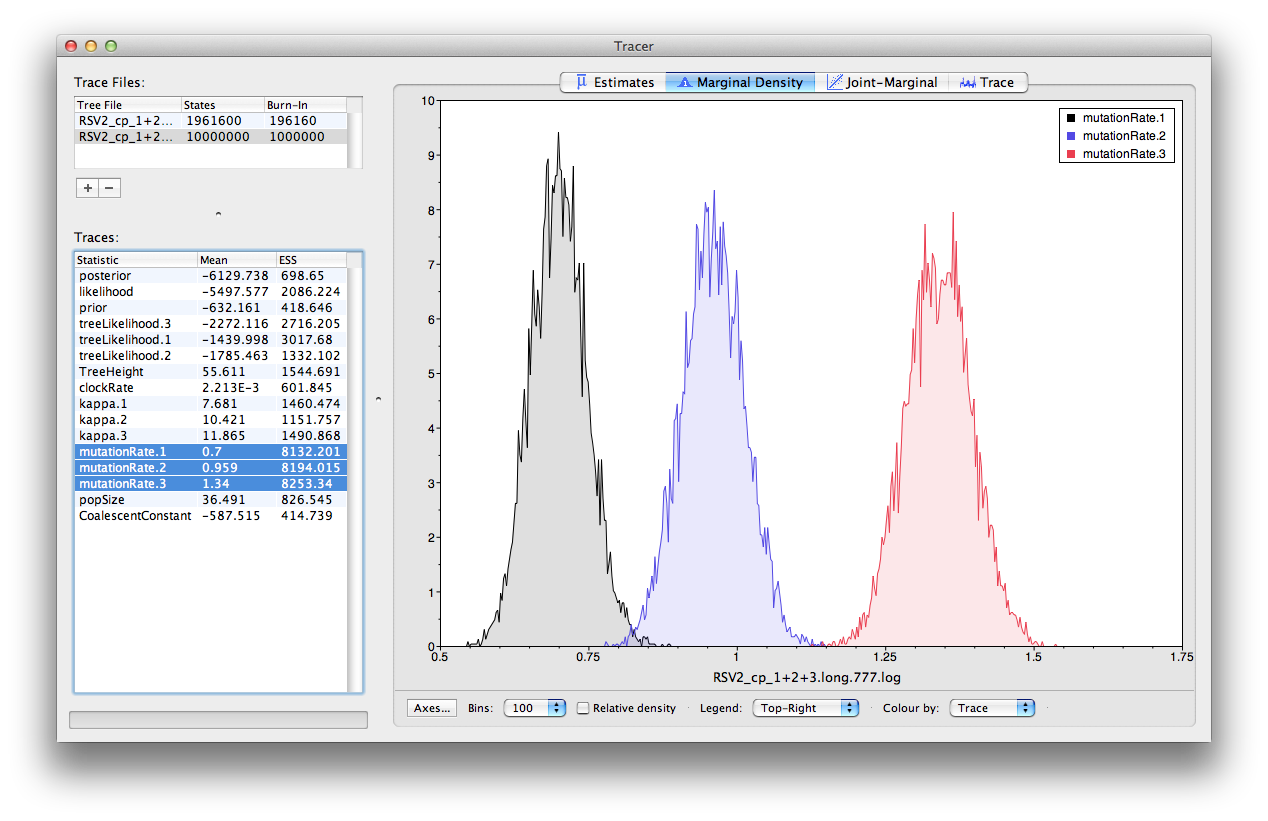 Tracer
Trace Files:
Tree File States Burn-In
RSV2_cp_1+2... 1961600 196160
RSV2_cp_1+2... 10000000 1000000
+ −
Traces:
Statistic Mean ESS
posterior −6129.738 698.65
likelihood −5497.577 2086.224
prior −632.161 418.646
treeLikelihood.3 −2272.116 2716.205
treeLikelihood.1 −1439.998 3017.68
treeLikelihood.2 −1785.463 1332.102
TreeHeight 55.611 1544.691
clockRate 2.213E-3 601.845
kappa.1 7.681 1460.474
kappa.2 10.421 1151.757
kappa.3 11.865 1490.868
mutationRate.1 0.7 8132.201
mutationRate.2 0.959 8194.015
mutationRate.3 1.34 8253.34
popSize 36.491 826.545
CoalescentConstant −587.515 414.739
Estimates Marginal Density Joint-Marginal Trace
mutationRate.1
mutationRate.2
mutationRate.3
10
9
8
7
6
5
4
3
2
1
0
0.5 0.75 1 1.25 1.5 1.75
RSV2_cp_1+2+3.long.777.log
Axes... Bins: 100 Relative density Legend: Top-Right Colour by: Trace